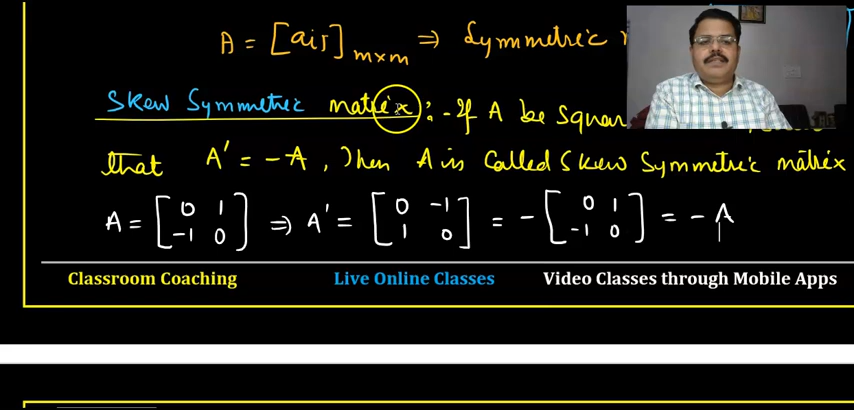 A = [aij]m×m ⇒ Symmetric
Skew Symmetric matrix :- If A be Squar
that A' = -A, Then A is Called Skew Symmetric matrix
A = [0 1 -1 0] ⇒ A' = [0 -1 1 0] = - [0 1 -1 0] = - A
Classroom Coaching Live Online Classes Video Classes through Mobile Apps